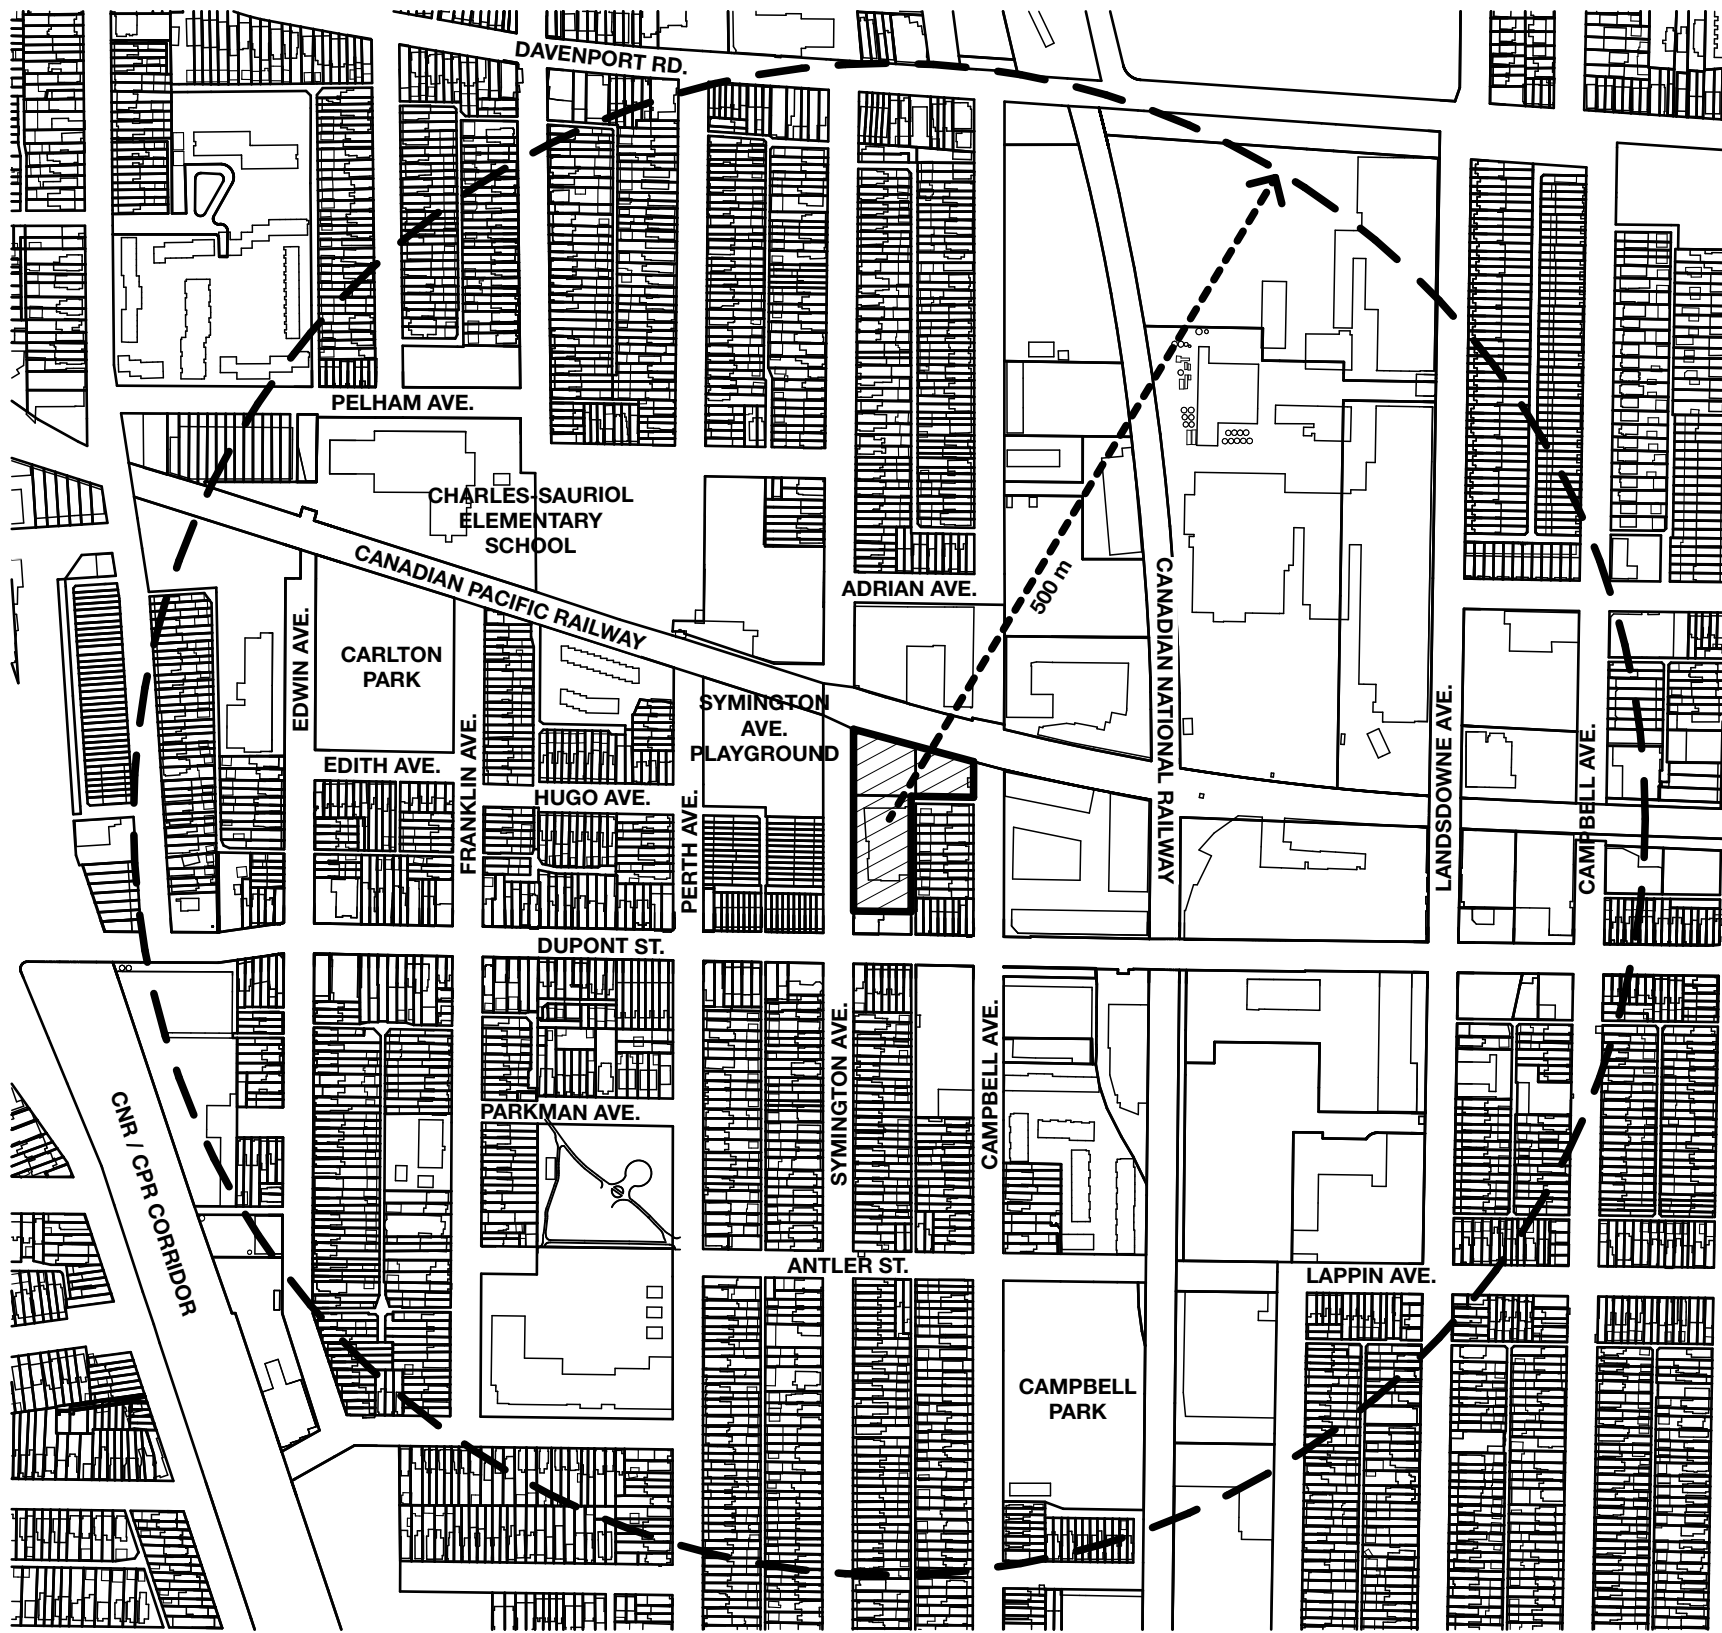 DAVENPORT RD.
PELHAM AVE.
CHARLES-SAURIOL
ELEMENTARY
SCHOOL
CANADIAN PACIFIC RAILWAY
ADRIAN AVE.
500 m
CANADIAN NATIONAL RAILWAY
EDWIN AVE.
CARLTON
PARK
FRANKLIN AVE.
SYMINGTON
AVE.
PLAYGROUND
EDITH AVE.
HUGO AVE.
PERTH AVE.
LANDSDOWNE AVE.
CAMPBELL AVE.
DUPONT ST.
SYMINGTON AVE.
CAMPBELL AVE.
PARKMAN AVE.
CNR / CPR CORRIDOR
ANTLER ST.
LAPPIN AVE.
CAMPBELL
PARK